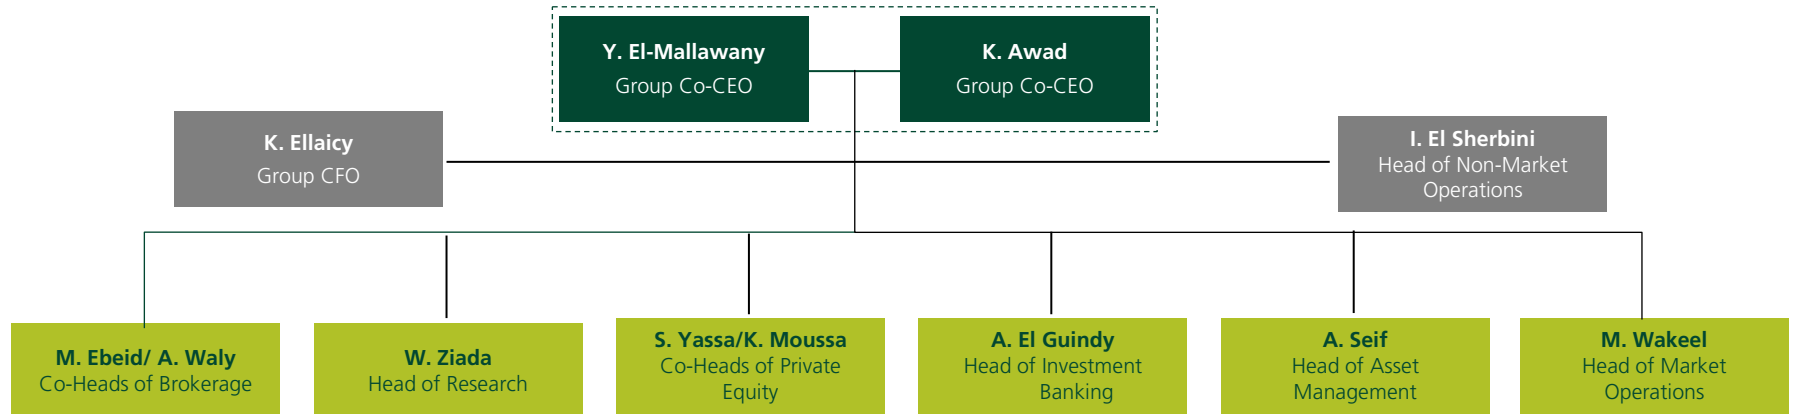 Y. El-Mallawany
Group Co-CEO
K. Awad
Group Co-CEO
K. Ellaicy
Group CFO
I. El Sherbini
Head of Non-Market
Operations
M. Ebeid/ A. Waly
Co-Heads of Brokerage
W. Ziada
Head of Research
S. Yassa/K. Moussa
Co-Heads of Private
Equity
A. El Guindy
Head of Investment
Banking
A. Seif
Head of Asset
Management
M. Wakeel
Head of Market
Operations